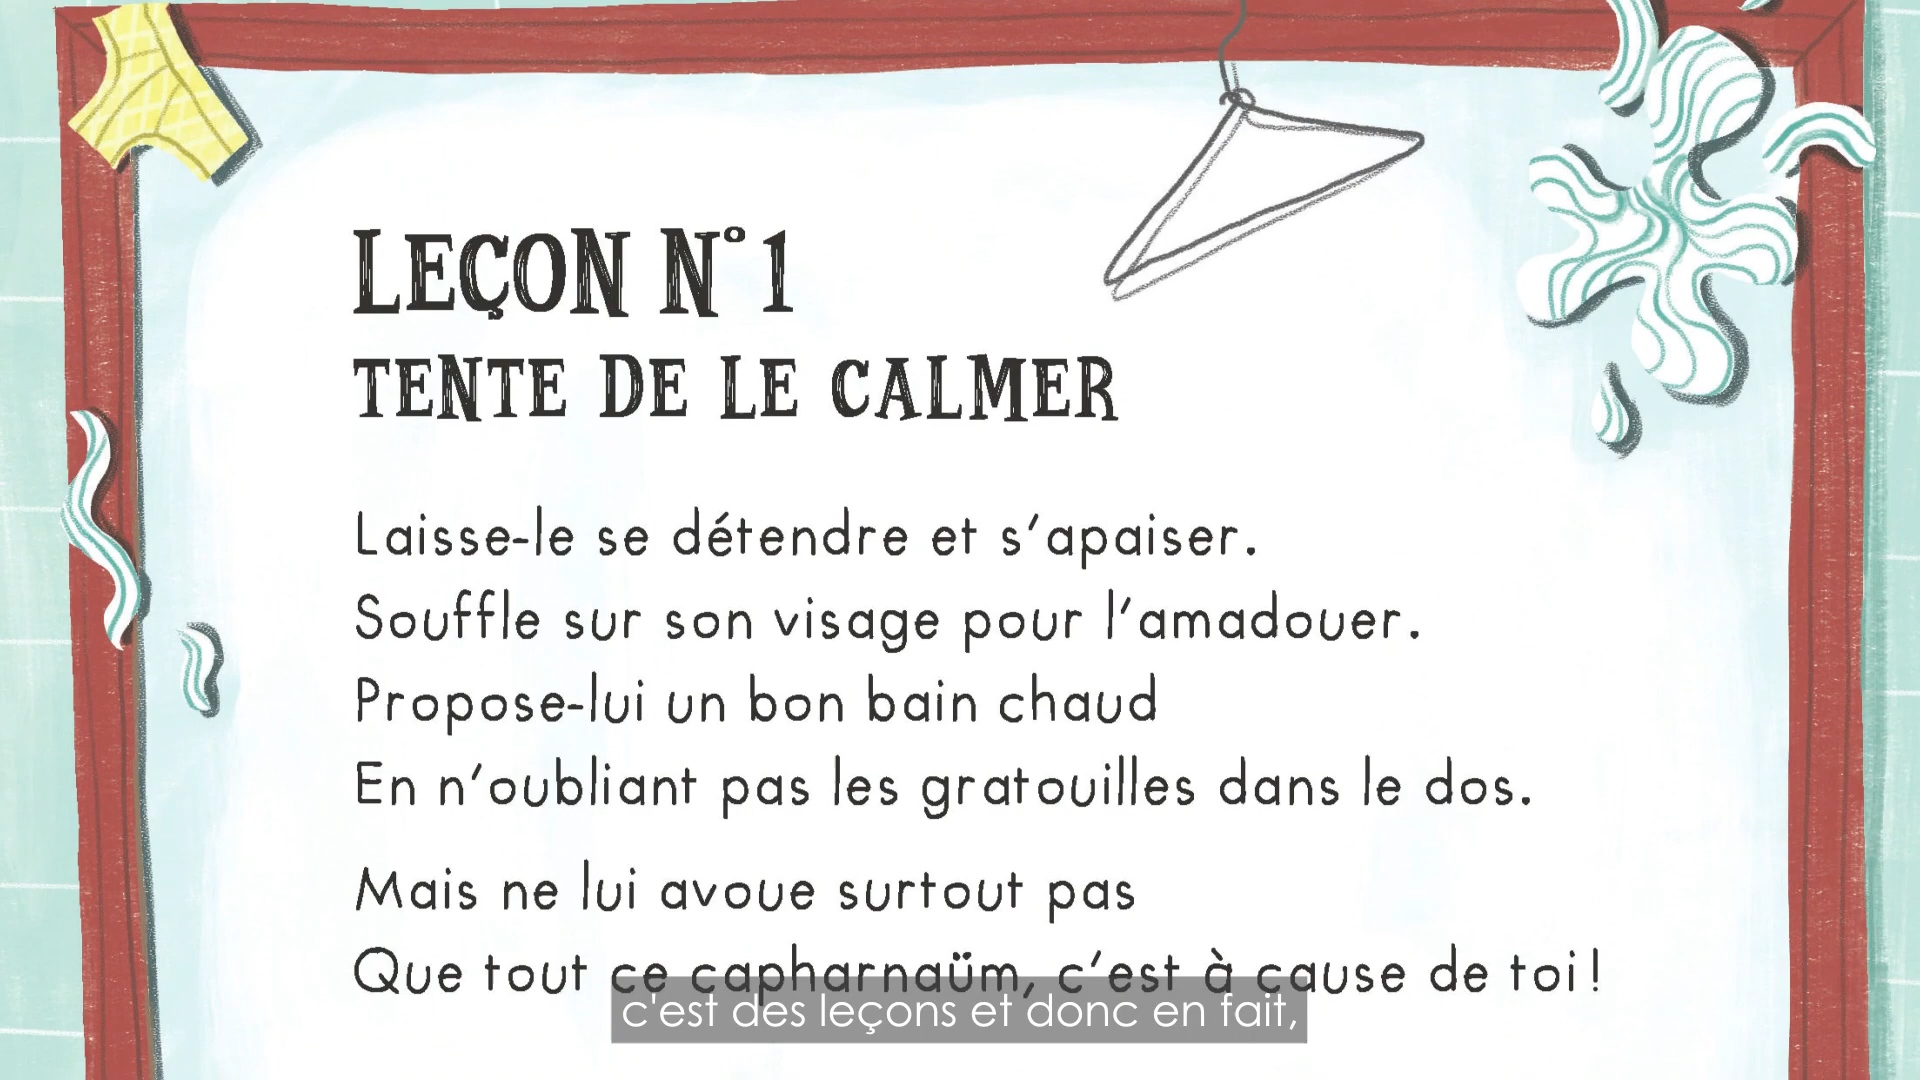 LEÇON N°1
TENTE DE LE CALMER
Laisse-le se détendre et s’apaiser.
Souffle sur son visage pour l’amadouer.
Propose-lui un bon bain chaud
En n’oubliant pas les gratouilles dans le dos.
Mais ne lui avoue surtout pas
Que tout ce capharnaüm, c’est à cause de toi !
c'est des leçons et donc en fait,